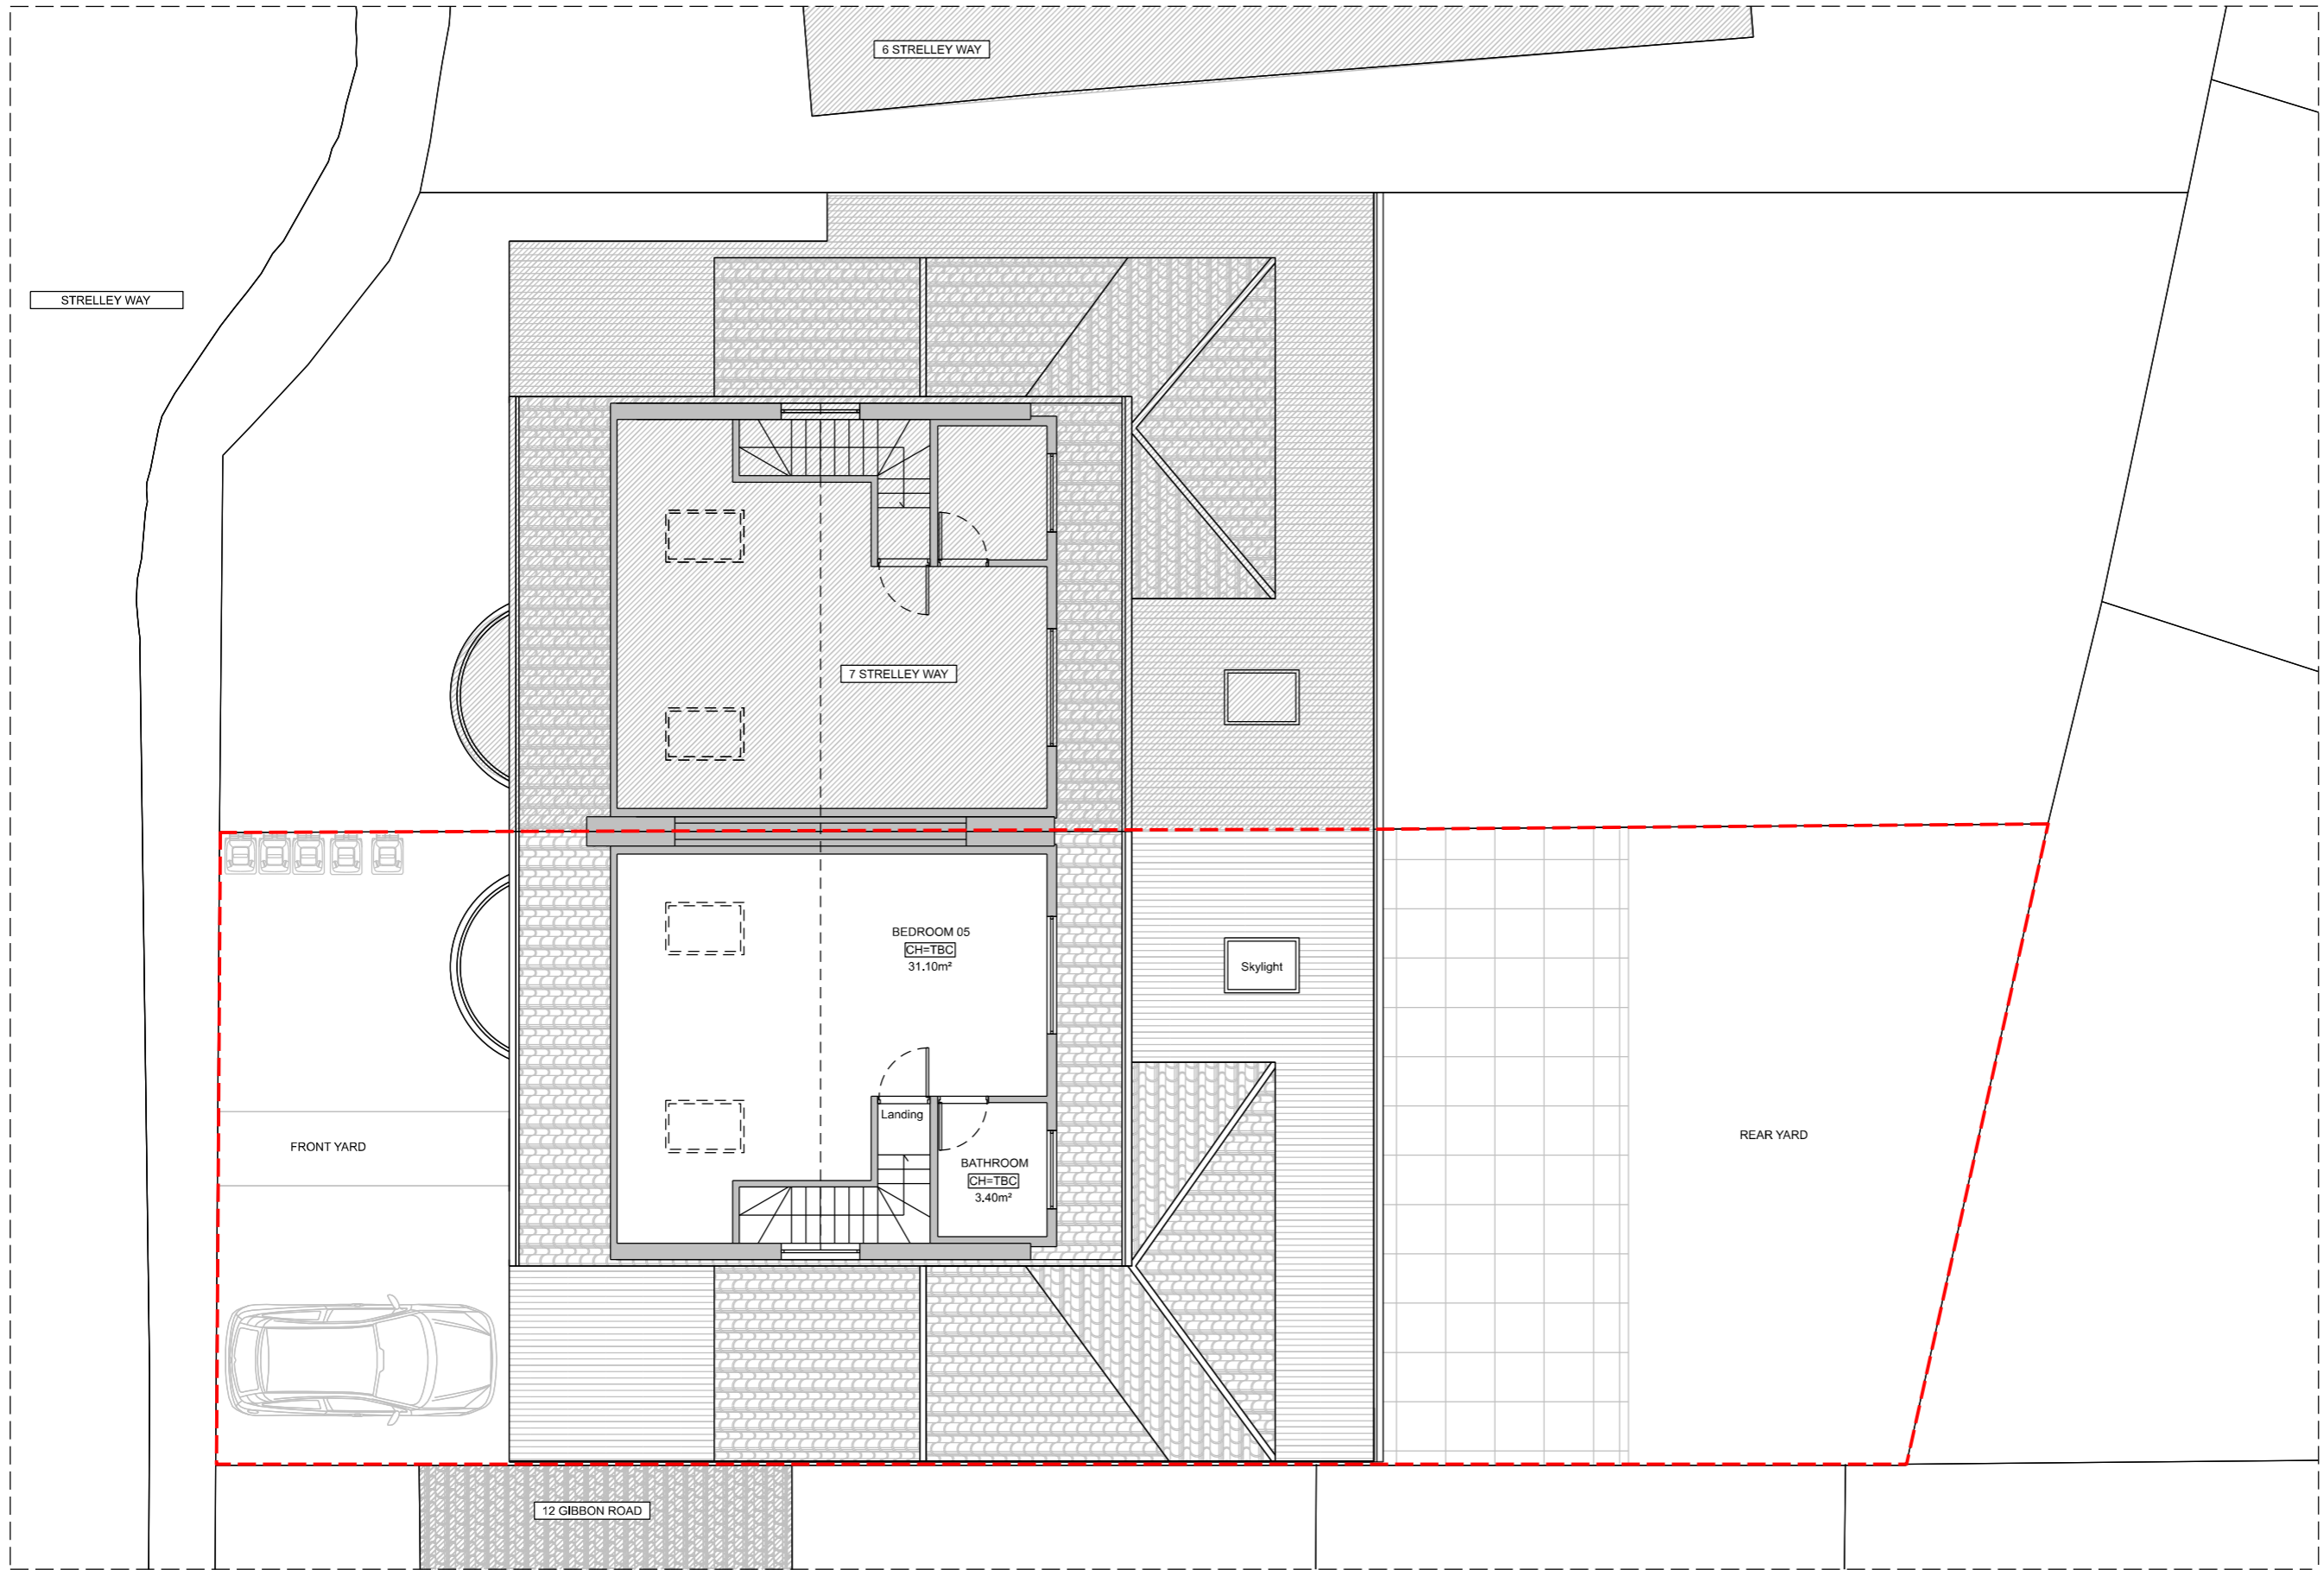 6 STRELLEY WAY
STRELLEY WAY
7 STRELLEY WAY
BEDROOM 05
CH=TBC
31.10m²
Skylight
Landing
FRONT YARD
REAR YARD
BATHROOM
CH=TBC
3.40m²
12 GIBBON ROAD